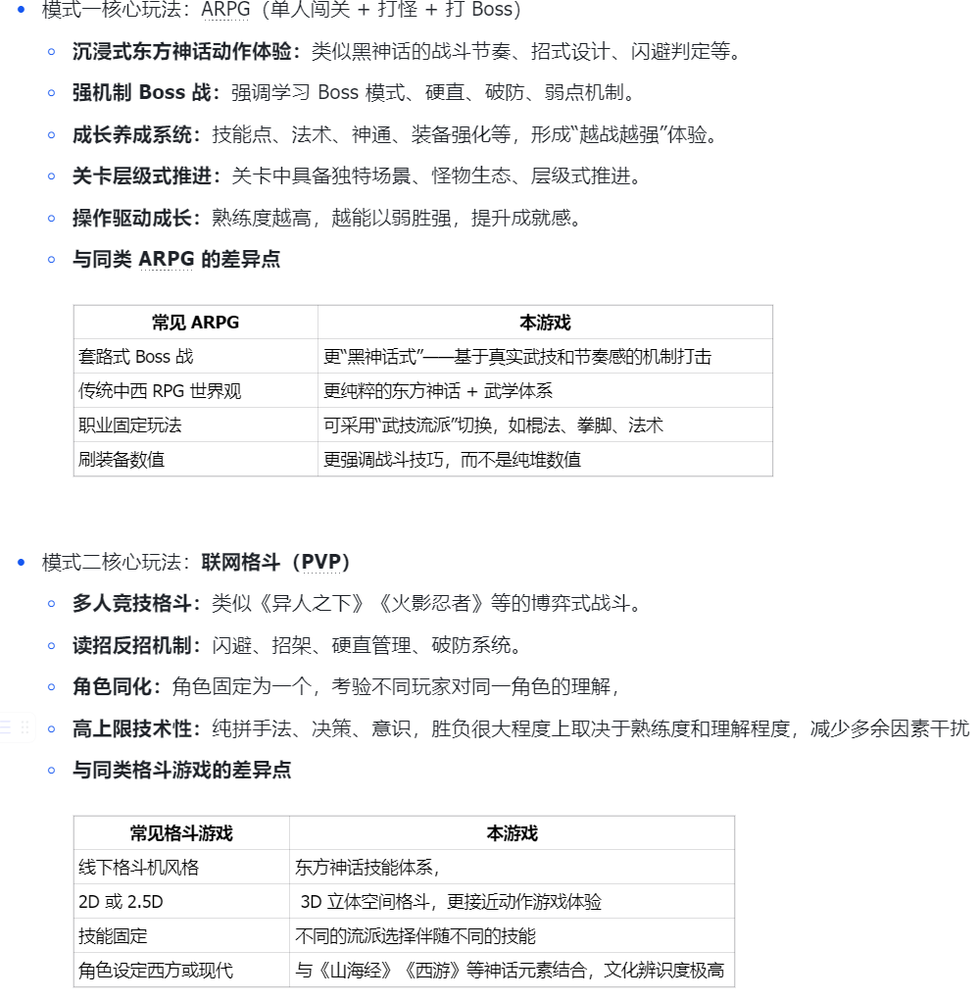 模式一核心玩法：ARPG（单人闯关 + 打怪 + 打 Boss）
沉浸式东方神话动作体验：类似黑神话的战斗节奏、招式设计、闪避判定等。
强机制 Boss 战：强调学习 Boss 模式、硬直、破防、弱点机制。
成长养成系统：技能点、法术、神通、装备强化等，形成“越战越强”体验。
关卡层级式推进：关卡中具备独特场景、怪物生态、层级式推进。
操作驱动成长：熟练度越高，越能以弱胜强，提升成就感。
与同类 ARPG 的差异点
常见 ARPG 本游戏
套路式 Boss 战 更“黑神话式”——基于真实武技和节奏感的机制打击
传统中西 RPG 世界观 更纯粹的东方神话 + 武学体系
职业固定玩法 可采用“武技流派”切换，如棍法、拳脚、法术
刷装备数值 更强调战斗技巧，而不是纯堆数值
模式二核心玩法：联网格斗（PVP）
多人竞技格斗：类似《异人之下》《火影忍者》等的博弈式战斗。
读招反招机制：闪避、招架、硬直管理、破防系统。
角色同化：角色固定为一个，考验不同玩家对同一角色的理解，
高上限技术性：纯拼手法、决策、意识，胜负很大程度上取决于熟练度和理解程度，减少多余因素干扰
与同类格斗游戏的差异点
常见格斗游戏 本游戏
线下格斗机风格 东方神话技能体系，
2D 或 2.5D 3D 立体空间格斗，更接近动作游戏体验
技能固定 不同的流派选择伴随不同的技能
角色设定西方或现代 与《山海经》《西游》等神话元素结合，文化辨识度极高